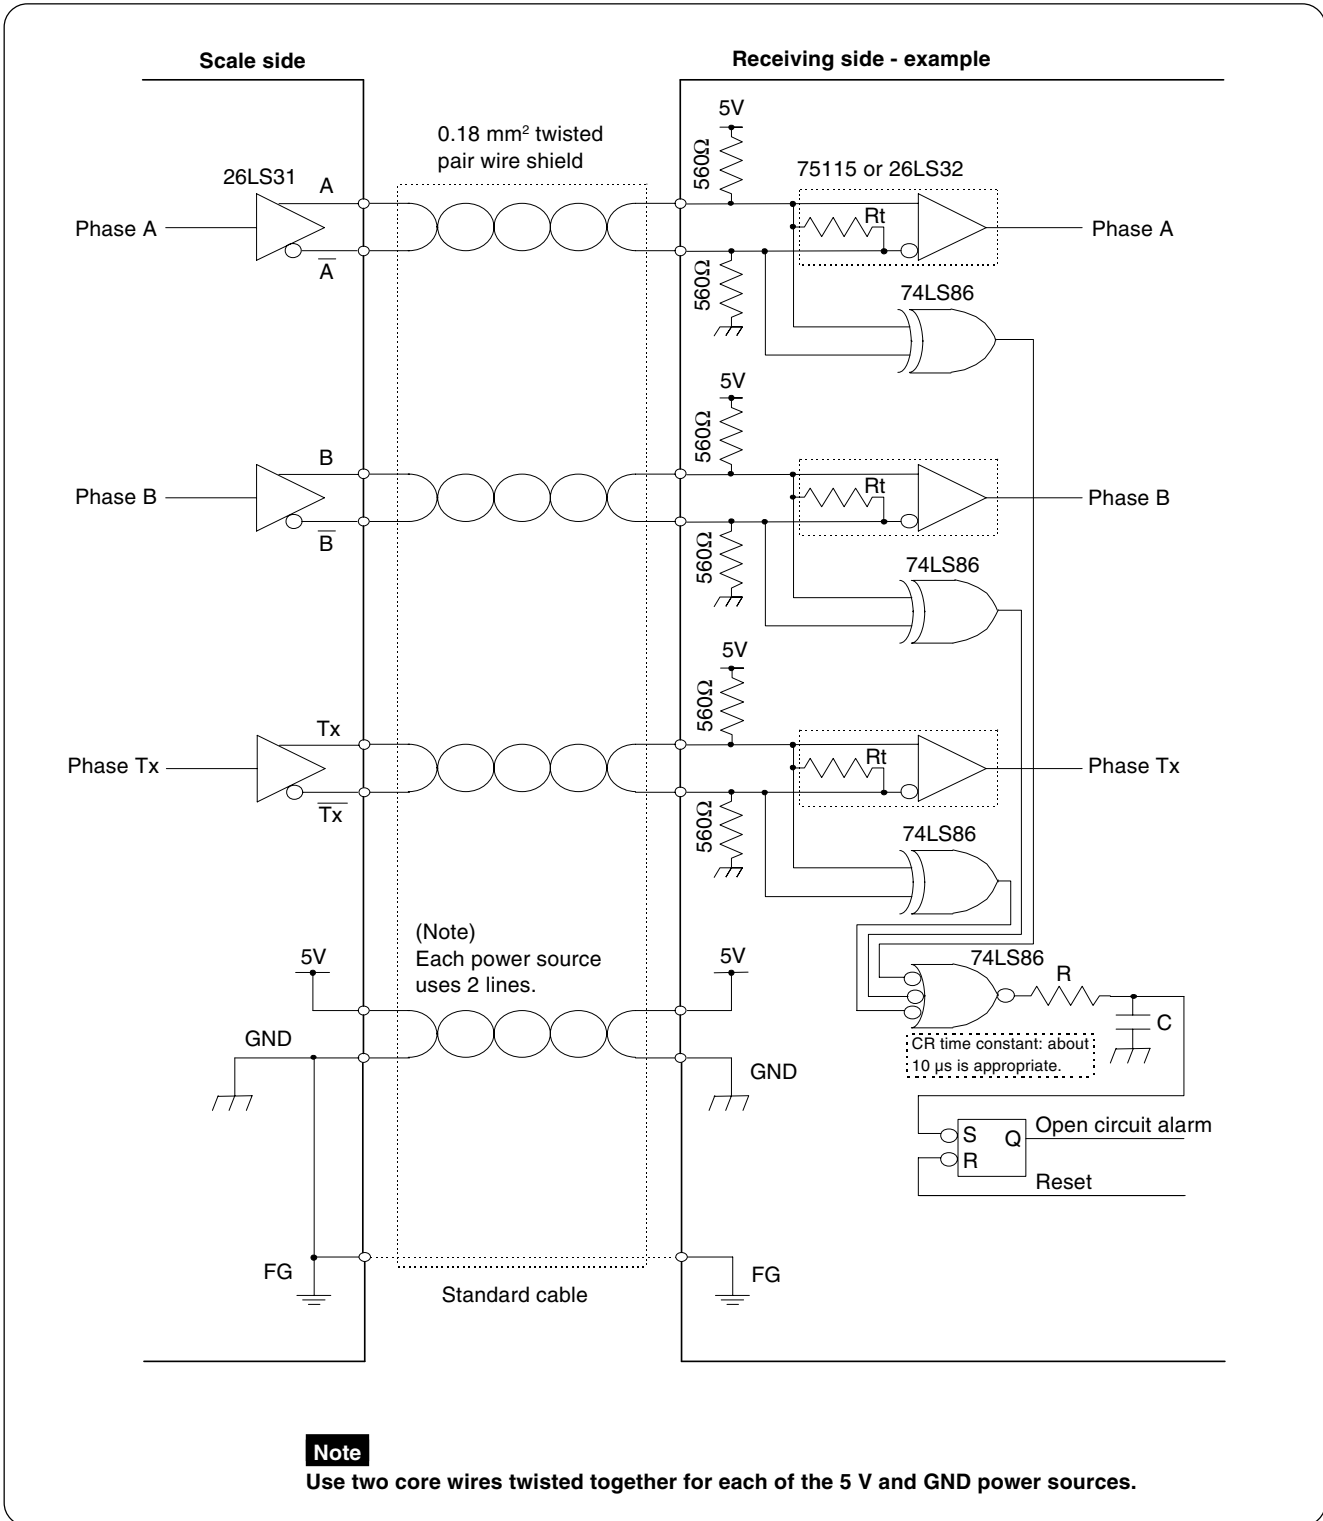 Scale side
Receiving side - example
0.18 mm² twisted
pair wire shield
5V
560Ω
75115 or 26LS32
26LS31
A
Phase A
Rt
Phase A
A̅
560Ω
74LS86
5V
560Ω
B
Phase B
Rt
Phase B
B̅
560Ω
74LS86
5V
560Ω
Tx
Phase Tx
Rt
Phase Tx
T̅x̅
560Ω
74LS86
(Note)
Each power source
uses 2 lines.
5V
5V
74LS86
R
C
GND
GND
CR time constant: about
10 µs is appropriate.
S
Q
Open circuit alarm
R
Reset
FG
FG
Standard cable
Note
Use two core wires twisted together for each of the 5 V and GND power sources.